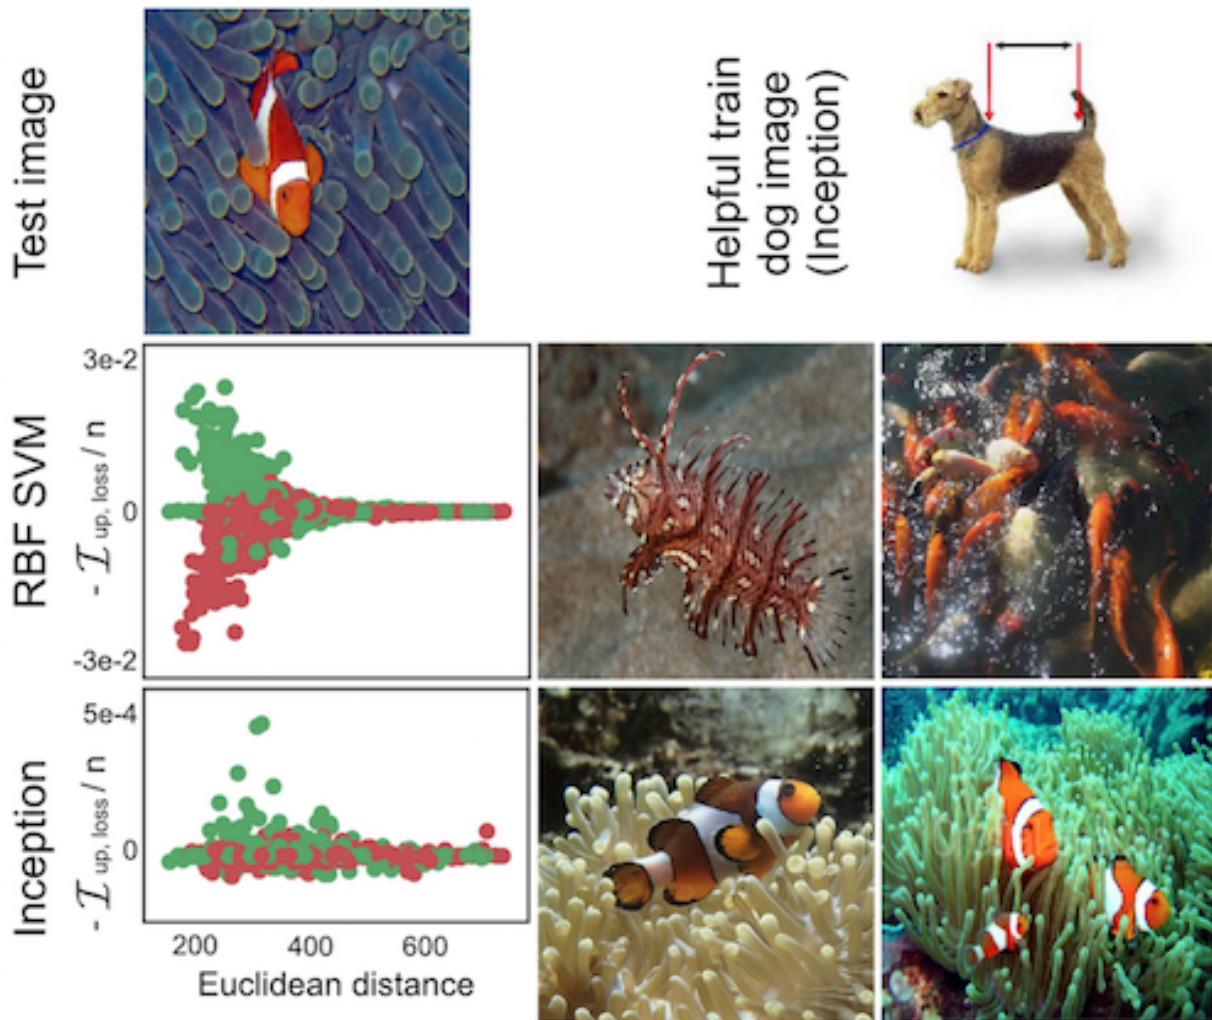 Test image
Helpful train
dog image
(Inception)
RBF SVM
- 𝓘 up, loss / n
3e-2
0
-3e-2
Inception
- 𝓘 up, loss / n
5e-4
0
200 400 600
Euclidean distance